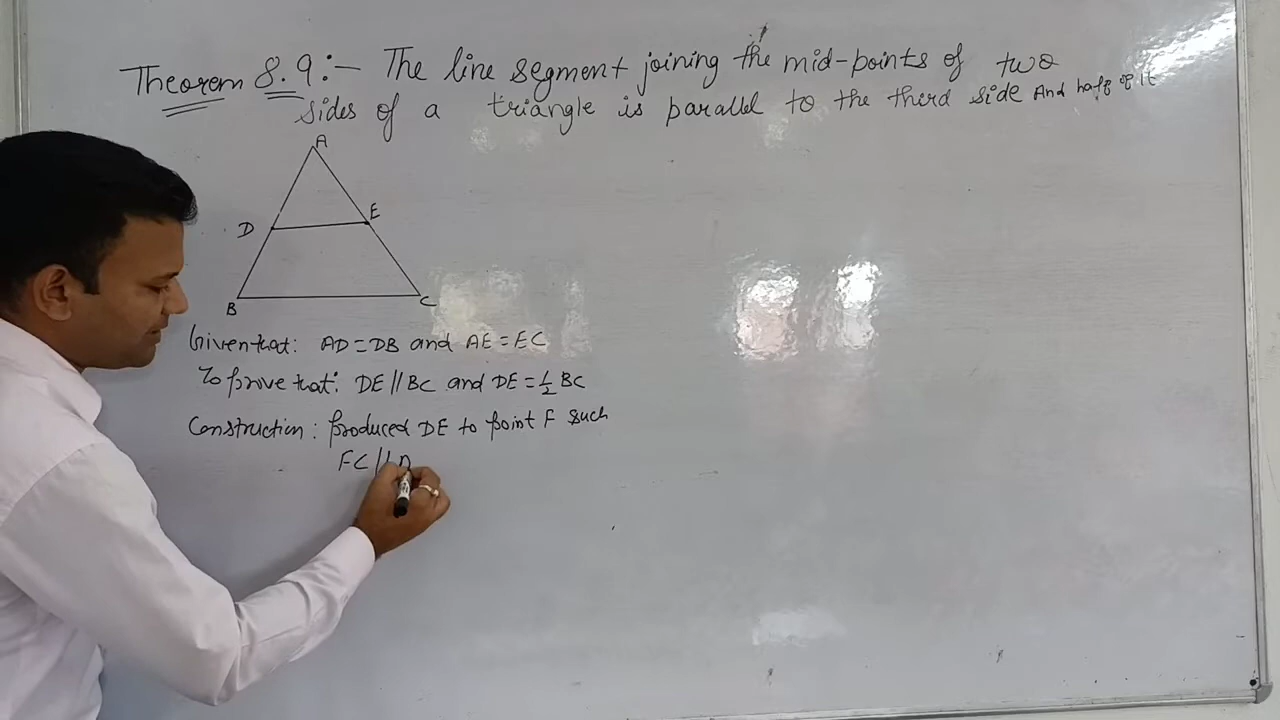 Theorem 8.9:- The line segment joining the mid-points of two
sides of a triangle is parallel to the third side And half of it
A
D
E
B
C
Given that: AD=DB and AE=EC
To prove that: DE//BC and DE=1/2 BC
Construction: produced DE to point F such
FC//